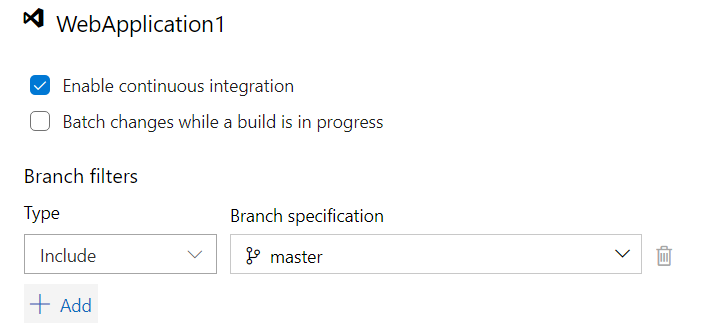 WebApplication1
Enable continuous integration
Batch changes while a build is in progress
Branch filters
Type
Branch specification
Include
master
Add